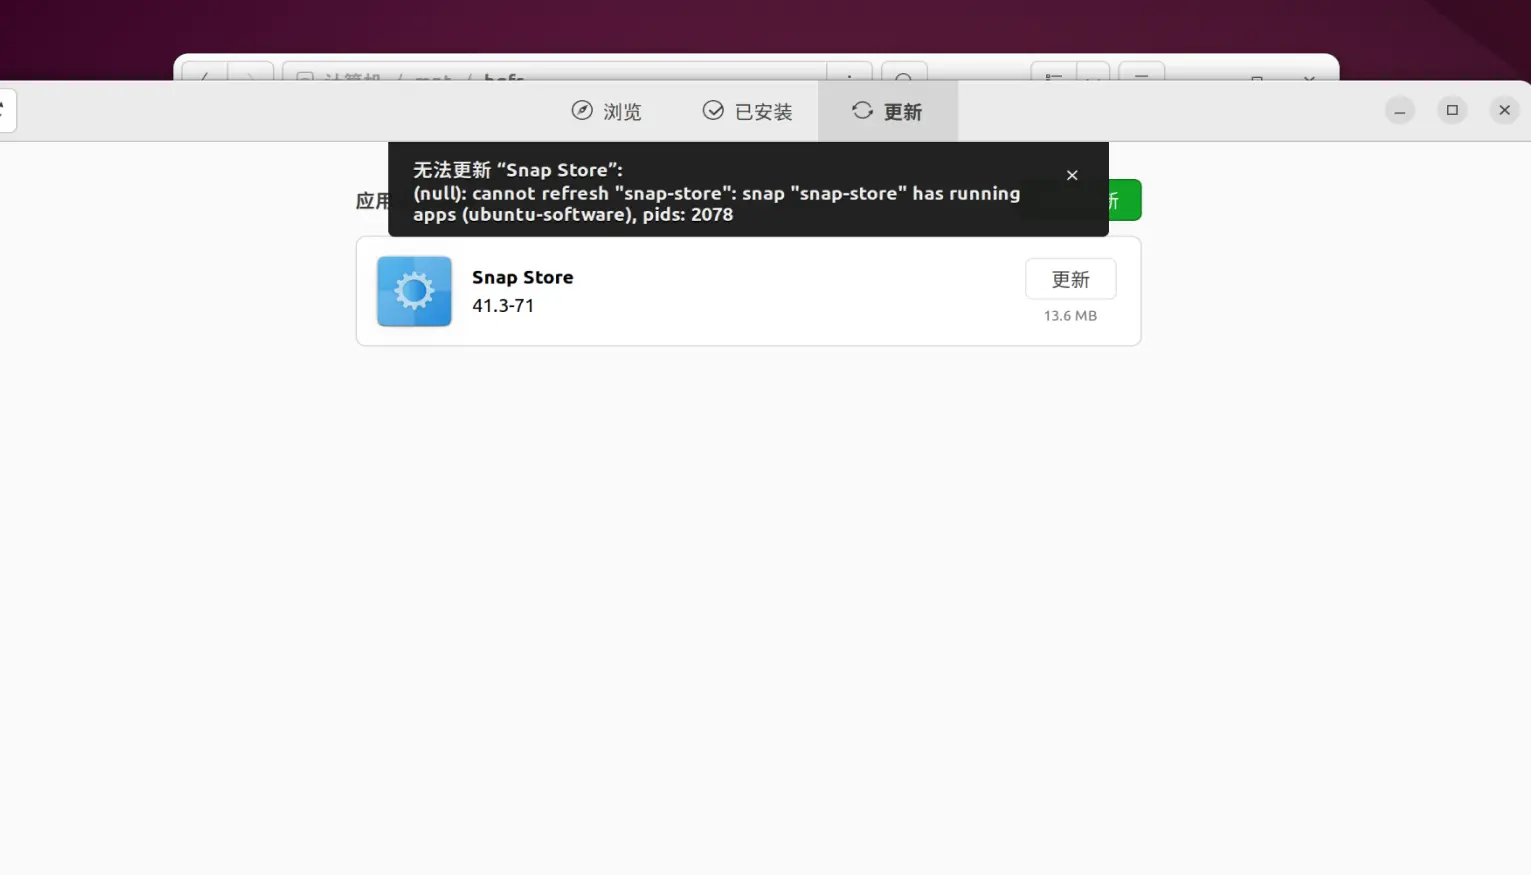 浏览
已安装
更新
无法更新 “Snap Store”:
(null): cannot refresh "snap-store": snap "snap-store" has running
apps (ubuntu-software), pids: 2078
Snap Store
41.3-71
更新
13.6 MB